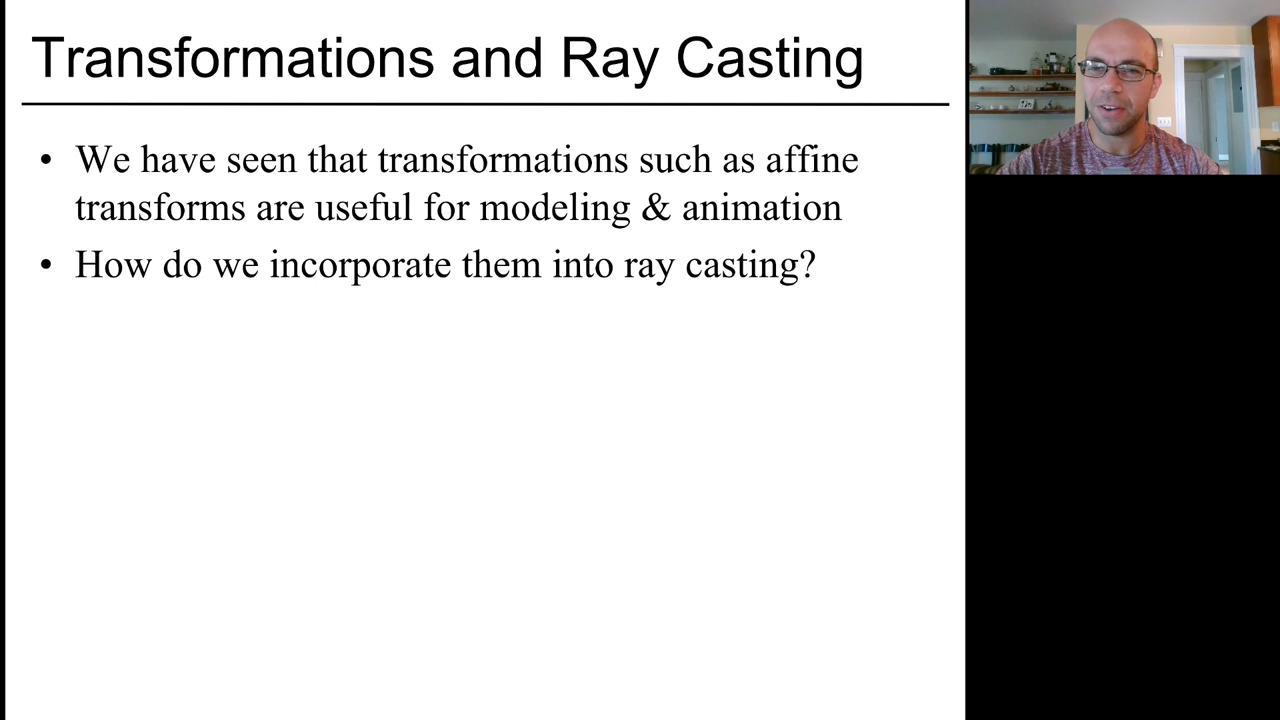 Transformations and Ray Casting
• We have seen that transformations such as affine
transforms are useful for modeling & animation
• How do we incorporate them into ray casting?